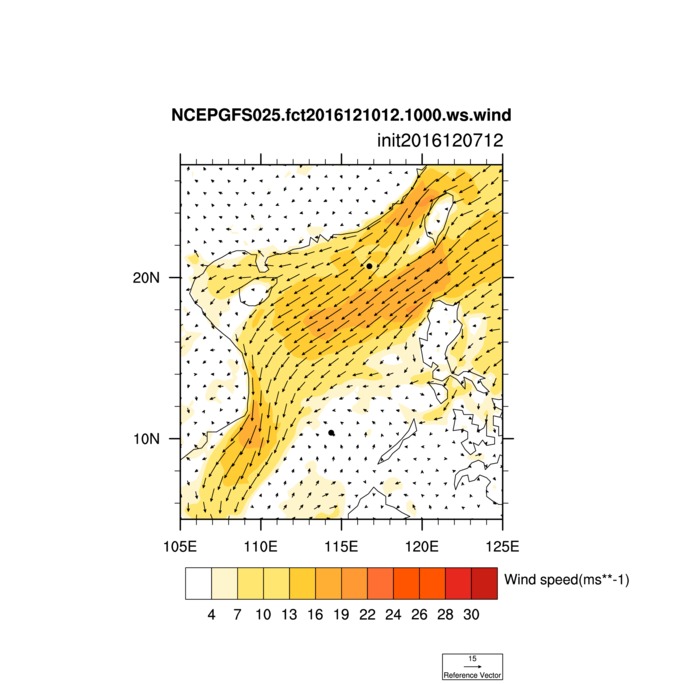 NCEPGFS025.fct2016121012.1000.ws.wind
init2016120712
20N
10N
105E 110E 115E 120E 125E
Wind speed(ms**-1)
4 7 10 13 16 19 22 24 26 28 30
15
Reference Vector